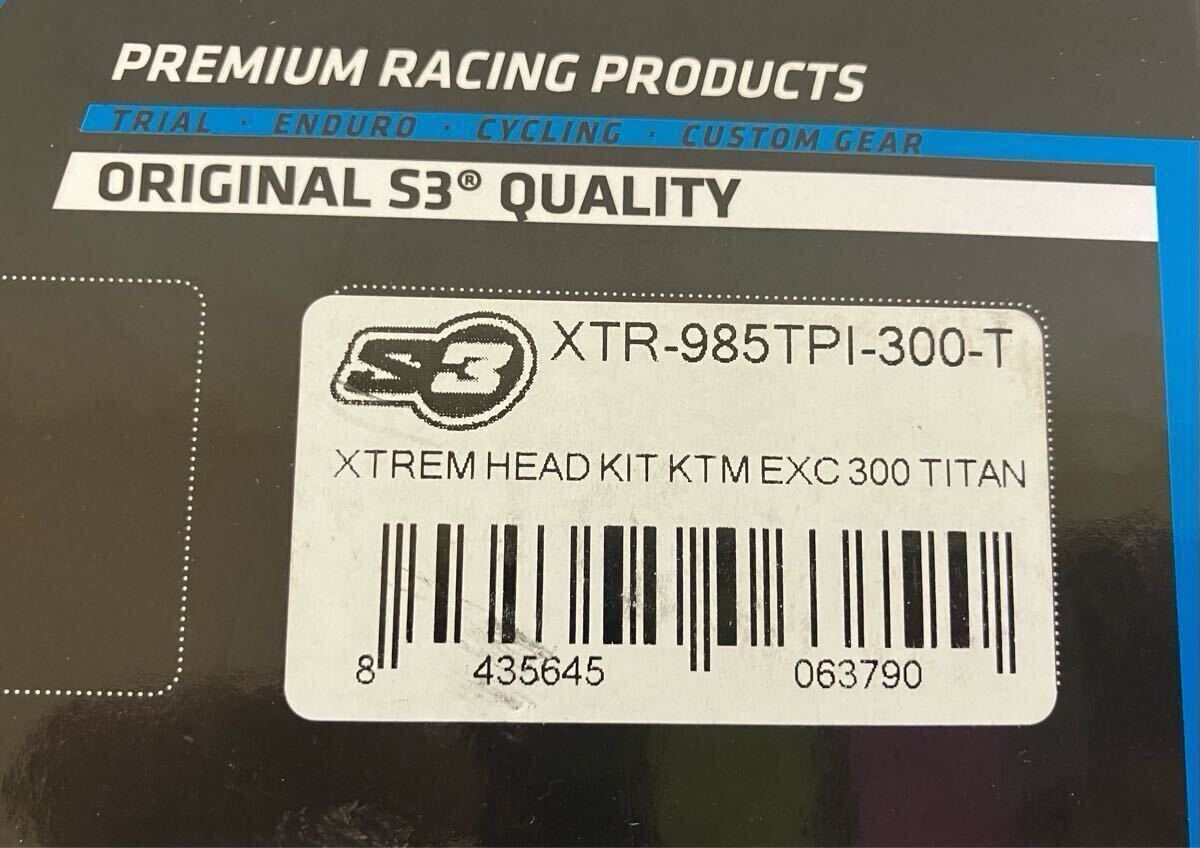 PREMIUM RACING PRODUCTS
TRIAL · ENDURO · CYCLING · CUSTOM GEAR
ORIGINAL S3® QUALITY
S3 XTR-985TPI-300-T
XTREM HEAD KIT KTM EXC 300 TITAN
8 435645 063790